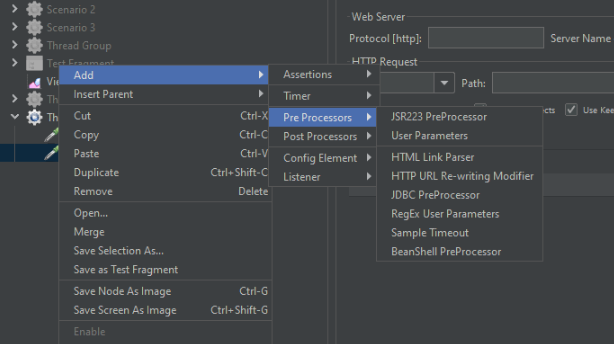 Scenario 2
Scenario 3
Thread Group
Test Fragment
Vie
Th
Th
Add
Insert Parent
Cut Ctrl-X
Copy Ctrl-C
Paste Ctrl-V
Duplicate Ctrl+Shift-C
Remove Delete
Open...
Merge
Save Selection As...
Save as Test Fragment
Save Node As Image Ctrl-G
Save Screen As Image Ctrl+Shift-G
Enable
Assertions
Timer
Pre Processors
Post Processors
Config Element
Listener
JSR223 PreProcessor
User Parameters
HTML Link Parser
HTTP URL Re-writing Modifier
JDBC PreProcessor
RegEx User Parameters
Sample Timeout
BeanShell PreProcessor
Web Server
Protocol [http]: Server Name
HTTP Request
Path:
ects Use Kee